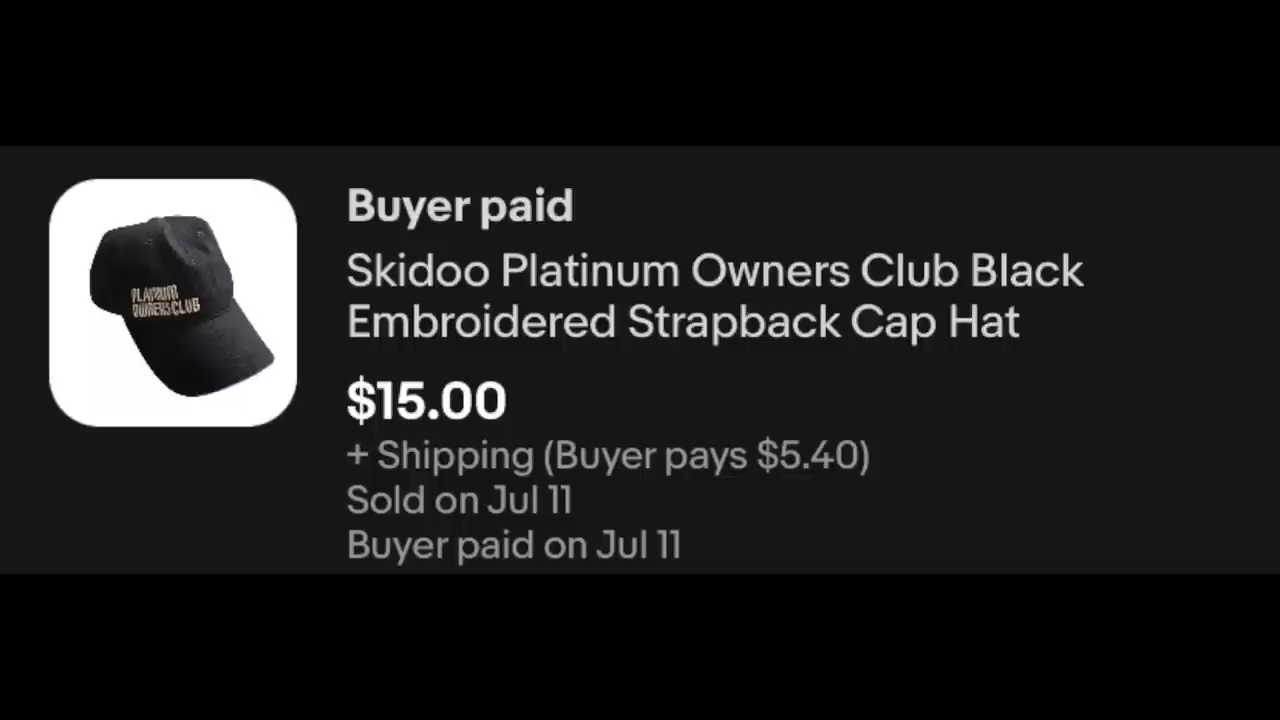 PLATINUM
OWNERS CLUB
Buyer paid
Skidoo Platinum Owners Club Black
Embroidered Strapback Cap Hat
$15.00
+ Shipping (Buyer pays $5.40)
Sold on Jul 11
Buyer paid on Jul 11